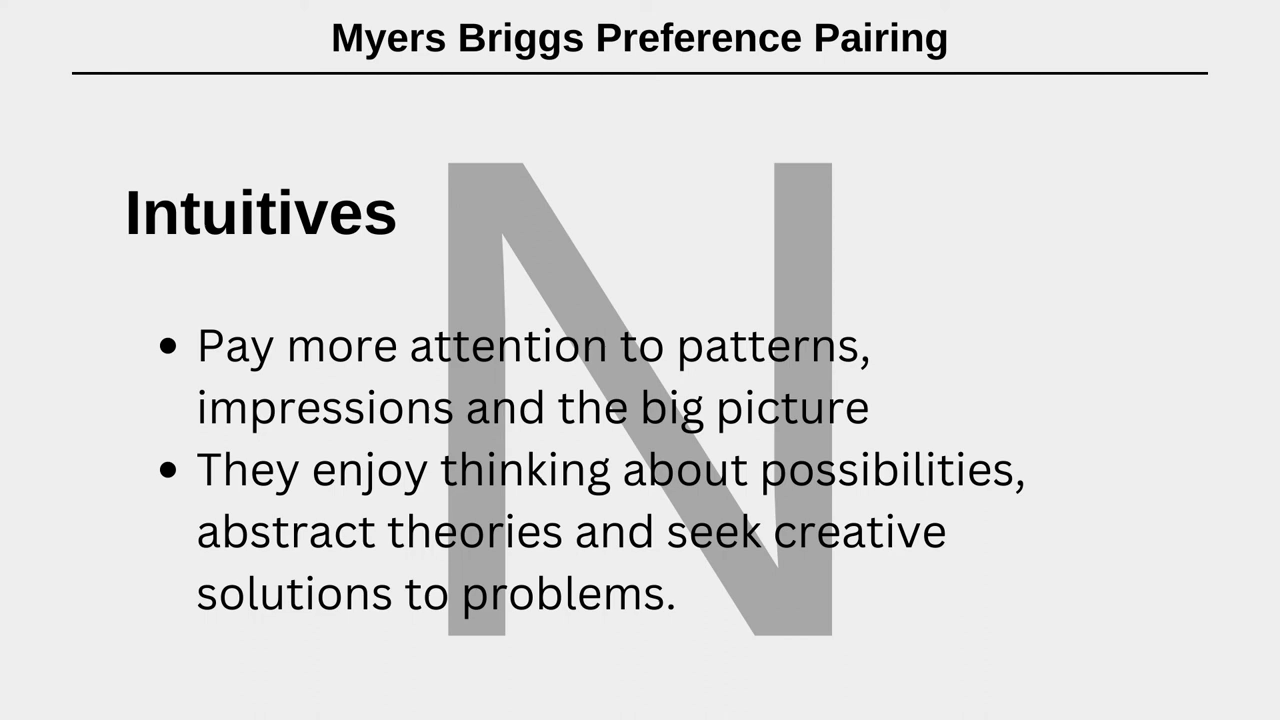 Myers Briggs Preference Pairing
N
Intuitives
• Pay more attention to patterns,
impressions and the big picture
• They enjoy thinking about possibilities,
abstract theories and seek creative
solutions to problems.